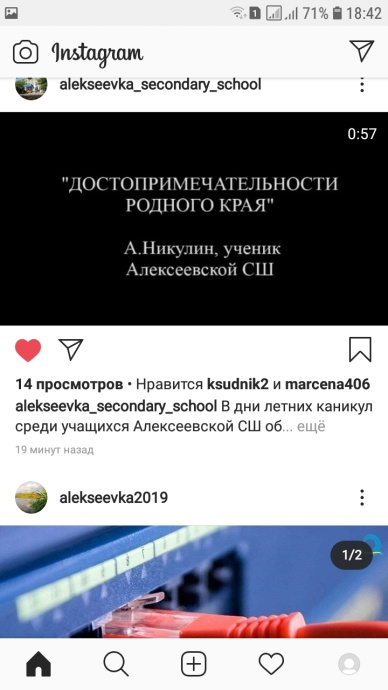 1 71% 18:42
Instagram
alekseevka_secondary_school
0:57
"ДОСТОПРИМЕЧАТЕЛЬНОСТИ
РОДНОГО КРАЯ"
А.Никулин, ученик
Алексеевской СШ
14 просмотров • Нравится ksudnik2 и marcena406
alekseevka_secondary_school В дни летних каникул
среди учащихся Алексеевской СШ об... ещё
19 минут назад
alekseevka2019
1/2